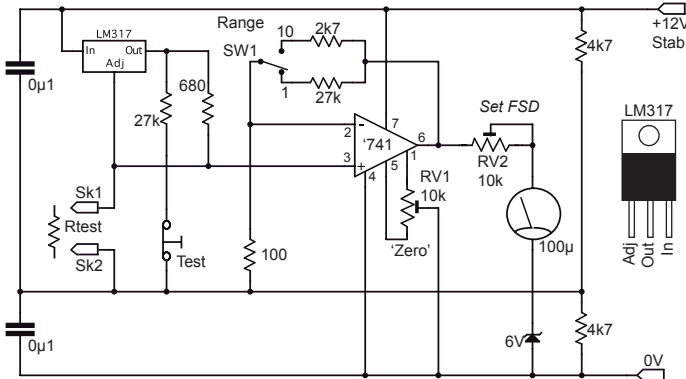 Range
10
2k7
SW1
1
27k
+12V
Stab
LM317
In
Out
Adj
0µ1
680
27k
4k7
7
2
-
'741
6
3
+
4
5
1
Set FSD
RV2
10k
RV1
10k
'Zero'
LM317
Adj
Out
In
Sk1
Rtest
Sk2
Test
100
100µ
0µ1
6V
4k7
0V